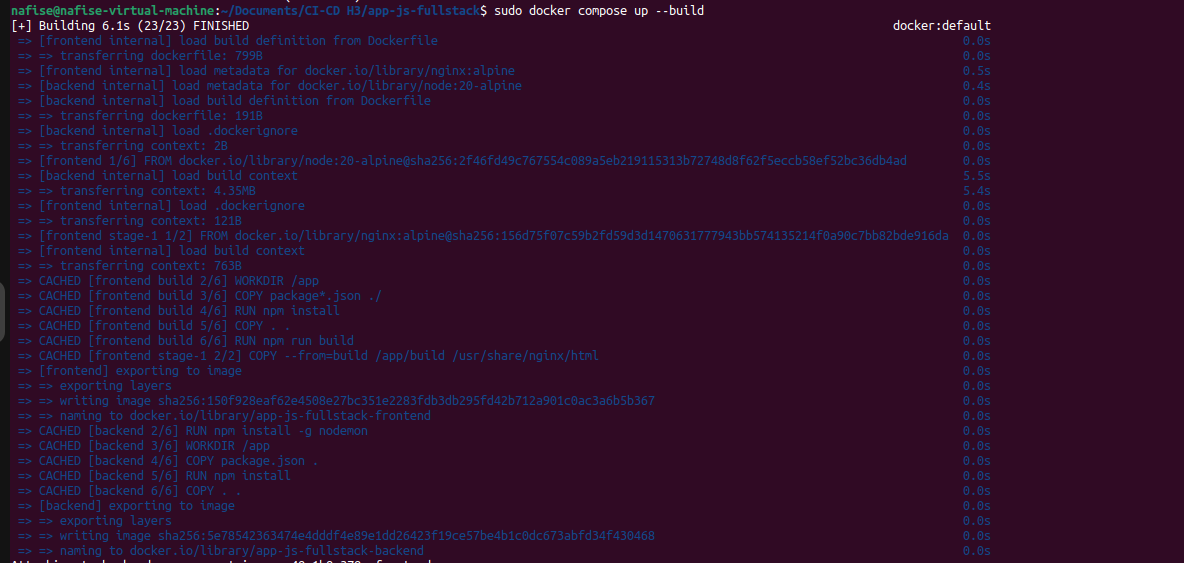 nafise@nafise-virtual-machine:~/Documents/CI-CD H3/app-js-fullstack$ sudo docker compose up --build
[+] Building 6.1s (23/23) FINISHED docker:default
=> [frontend internal] load build definition from Dockerfile 0.0s
=> => transferring dockerfile: 799B 0.0s
=> [frontend internal] load metadata for docker.io/library/nginx:alpine 0.5s
=> [backend internal] load metadata for docker.io/library/node:20-alpine 0.4s
=> [backend internal] load build definition from Dockerfile 0.0s
=> => transferring dockerfile: 191B 0.0s
=> [backend internal] load .dockerignore 0.0s
=> => transferring context: 2B 0.0s
=> [frontend 1/6] FROM docker.io/library/node:20-alpine@sha256:2f46fd49c767554c089a5eb219115313b72748d8f62f5eccb58ef52bc36db4ad 0.0s
=> [backend internal] load build context 5.5s
=> => transferring context: 4.35MB 5.4s
=> [frontend internal] load .dockerignore 0.0s
=> => transferring context: 121B 0.0s
=> [frontend stage-1 1/2] FROM docker.io/library/nginx:alpine@sha256:156d75f07c59b2fd59d3d1470631777943bb574135214f0a90c7bb82bde916da 0.0s
=> [frontend internal] load build context 0.0s
=> => transferring context: 763B 0.0s
=> CACHED [frontend build 2/6] WORKDIR /app 0.0s
=> CACHED [frontend build 3/6] COPY package*.json ./ 0.0s
=> CACHED [frontend build 4/6] RUN npm install 0.0s
=> CACHED [frontend build 5/6] COPY . . 0.0s
=> CACHED [frontend build 6/6] RUN npm run build 0.0s
=> CACHED [frontend stage-1 2/2] COPY --from=build /app/build /usr/share/nginx/html 0.0s
=> [frontend] exporting to image 0.0s
=> => exporting layers 0.0s
=> => writing image sha256:150f928eaf62e4508e27bc351e2283fdb3db295fd42b712a901c0ac3a6b5b367 0.0s
=> => naming to docker.io/library/app-js-fullstack-frontend 0.0s
=> CACHED [backend 2/6] RUN npm install -g nodemon 0.0s
=> CACHED [backend 3/6] WORKDIR /app 0.0s
=> CACHED [backend 4/6] COPY package.json . 0.0s
=> CACHED [backend 5/6] RUN npm install 0.0s
=> CACHED [backend 6/6] COPY . . 0.0s
=> [backend] exporting to image 0.0s
=> => exporting layers 0.0s
=> => writing image sha256:5e78542363474e4dddf4e89e1dd26423f19ce57be4b1c0dc673abfd34f430468 0.0s
=> => naming to docker.io/library/app-js-fullstack-backend 0.0s